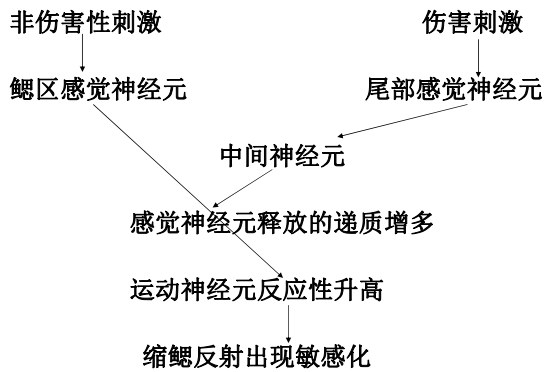 非伤害性刺激
伤害刺激
鳃区感觉神经元
尾部感觉神经元
中间神经元
感觉神经元释放的递质增多
运动神经元反应性升高
缩鳃反射出现敏感化